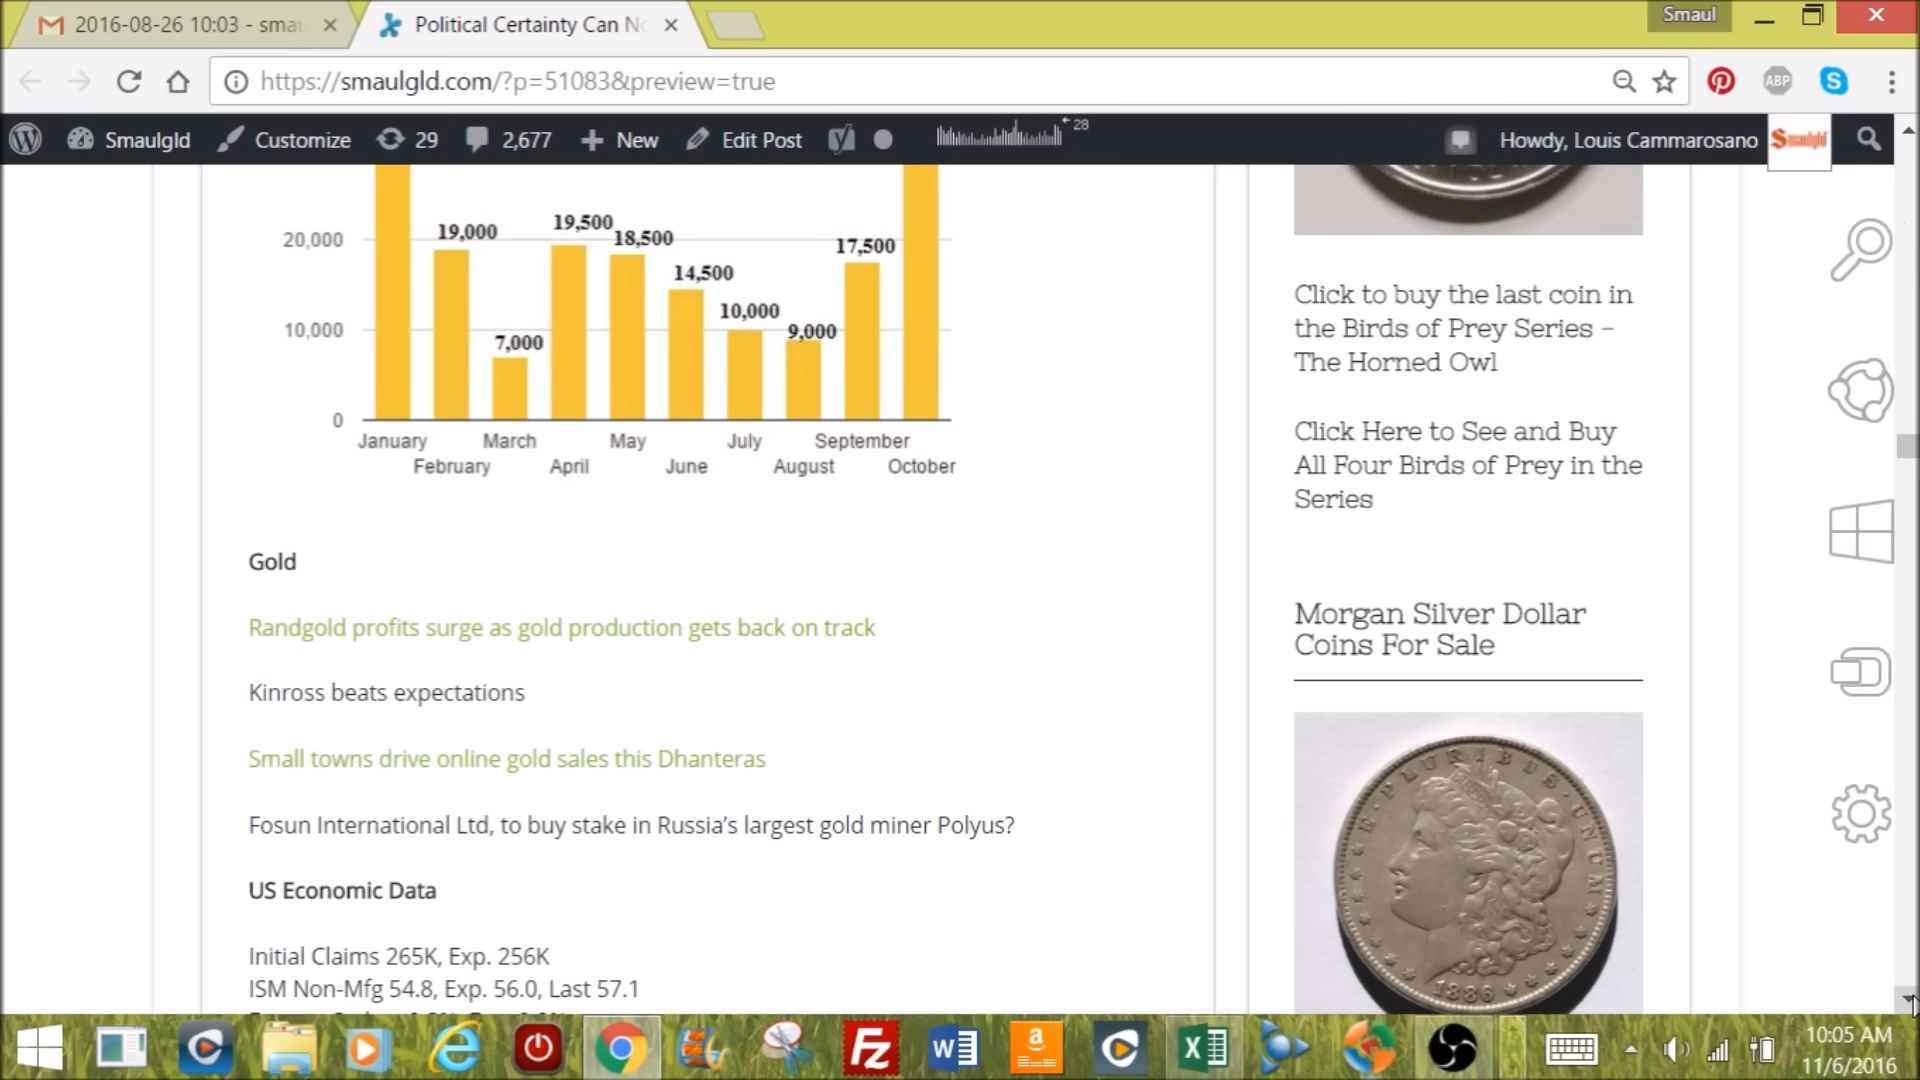 2016-08-26 10:03 - smau
Political Certainty Can No
Smaul
https://smaulgld.com/?p=51083&preview=true
ABP
Smaulgld
Customize
29
2,677
New
Edit Post
28
Howdy, Louis Cammarosano
Smaulgld
20,000
10,000
0
19,000
7,000
19,500
18,500
14,500
10,000
9,000
17,500
January
February
March
April
May
June
July
August
September
October
Gold
Randgold profits surge as gold production gets back on track
Kinross beats expectations
Small towns drive online gold sales this Dhanteras
Fosun International Ltd, to buy stake in Russia's largest gold miner Polyus?
US Economic Data
Initial Claims 265K, Exp. 256K
ISM Non-Mfg 54.8, Exp. 56.0, Last 57.1
Click to buy the last coin in
the Birds of Prey Series –
The Horned Owl
Click Here to See and Buy
All Four Birds of Prey in the
Series
Morgan Silver Dollar
Coins For Sale
E·PLURIBUS·UNUM
1886
10:05 AM
11/6/2016